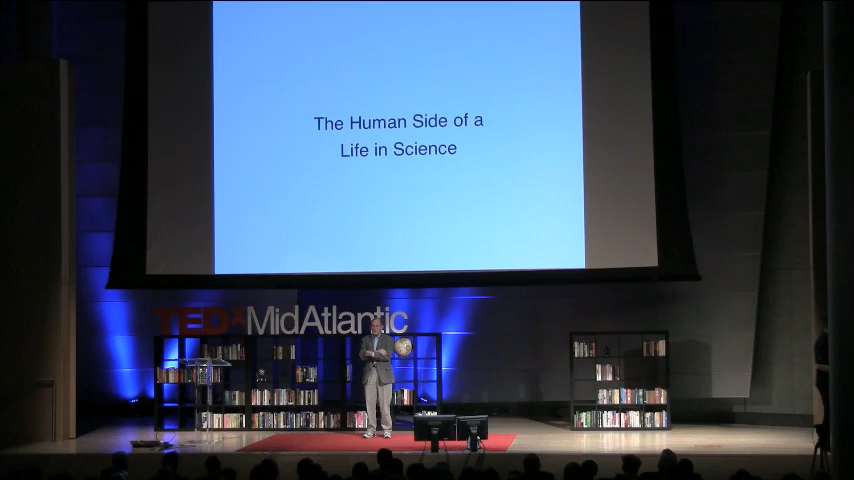 The Human Side of a
Life in Science
TEDxMidAtlantic